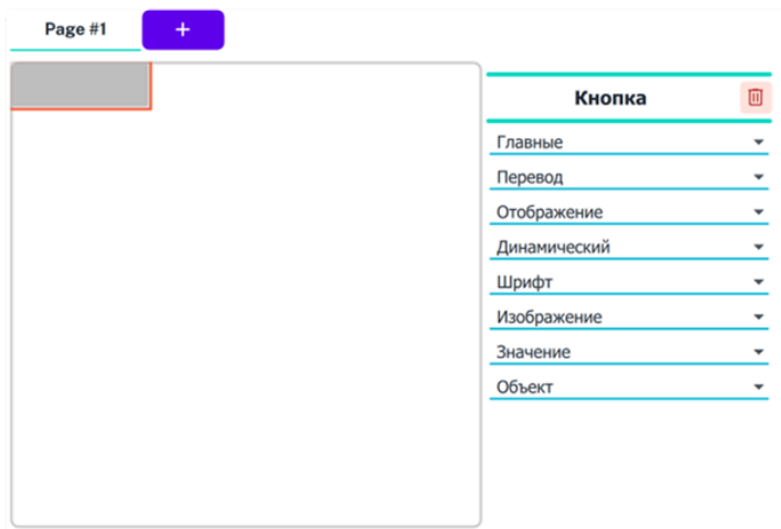 Page #1
+
Кнопка
Главные
Перевод
Отображение
Динамический
Шрифт
Изображение
Значение
Объект